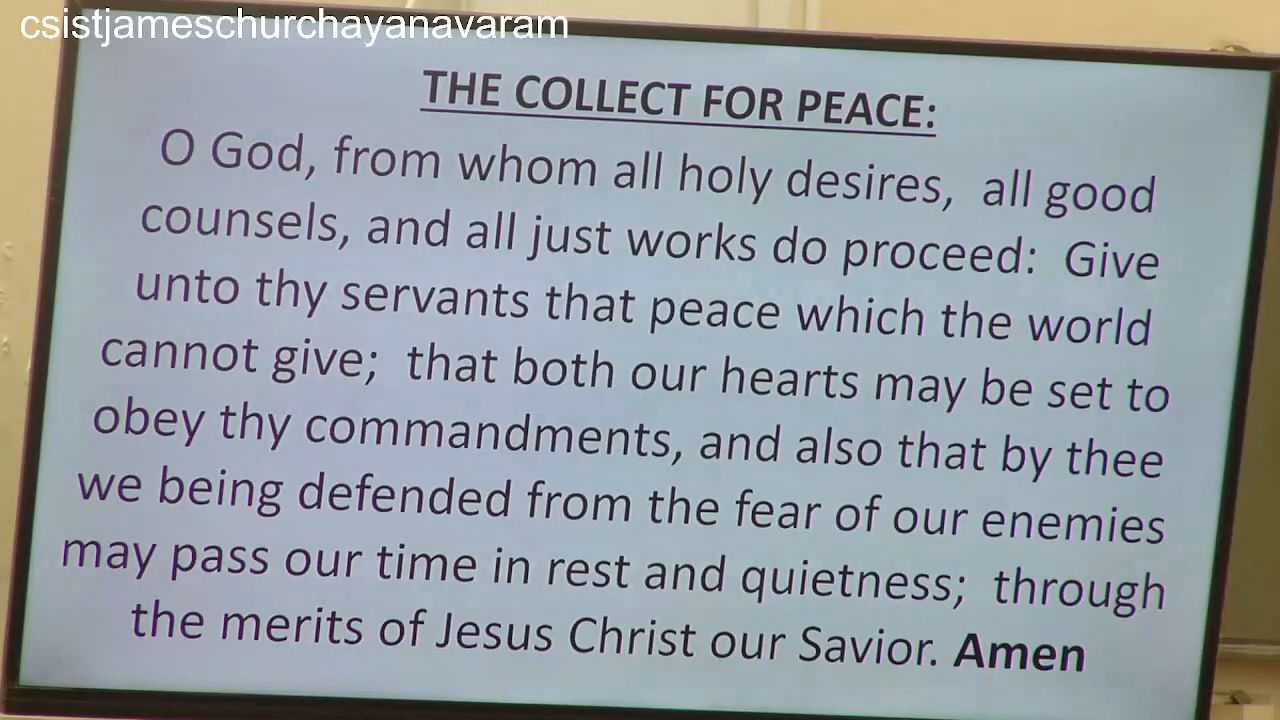 csistjameschurchayanavaram
THE COLLECT FOR PEACE:
O God, from whom all holy desires, all good
counsels, and all just works do proceed: Give
unto thy servants that peace which the world
cannot give; that both our hearts may be set to
obey thy commandments, and also that by thee
we being defended from the fear of our enemies
may pass our time in rest and quietness; through
the merits of Jesus Christ our Savior. Amen